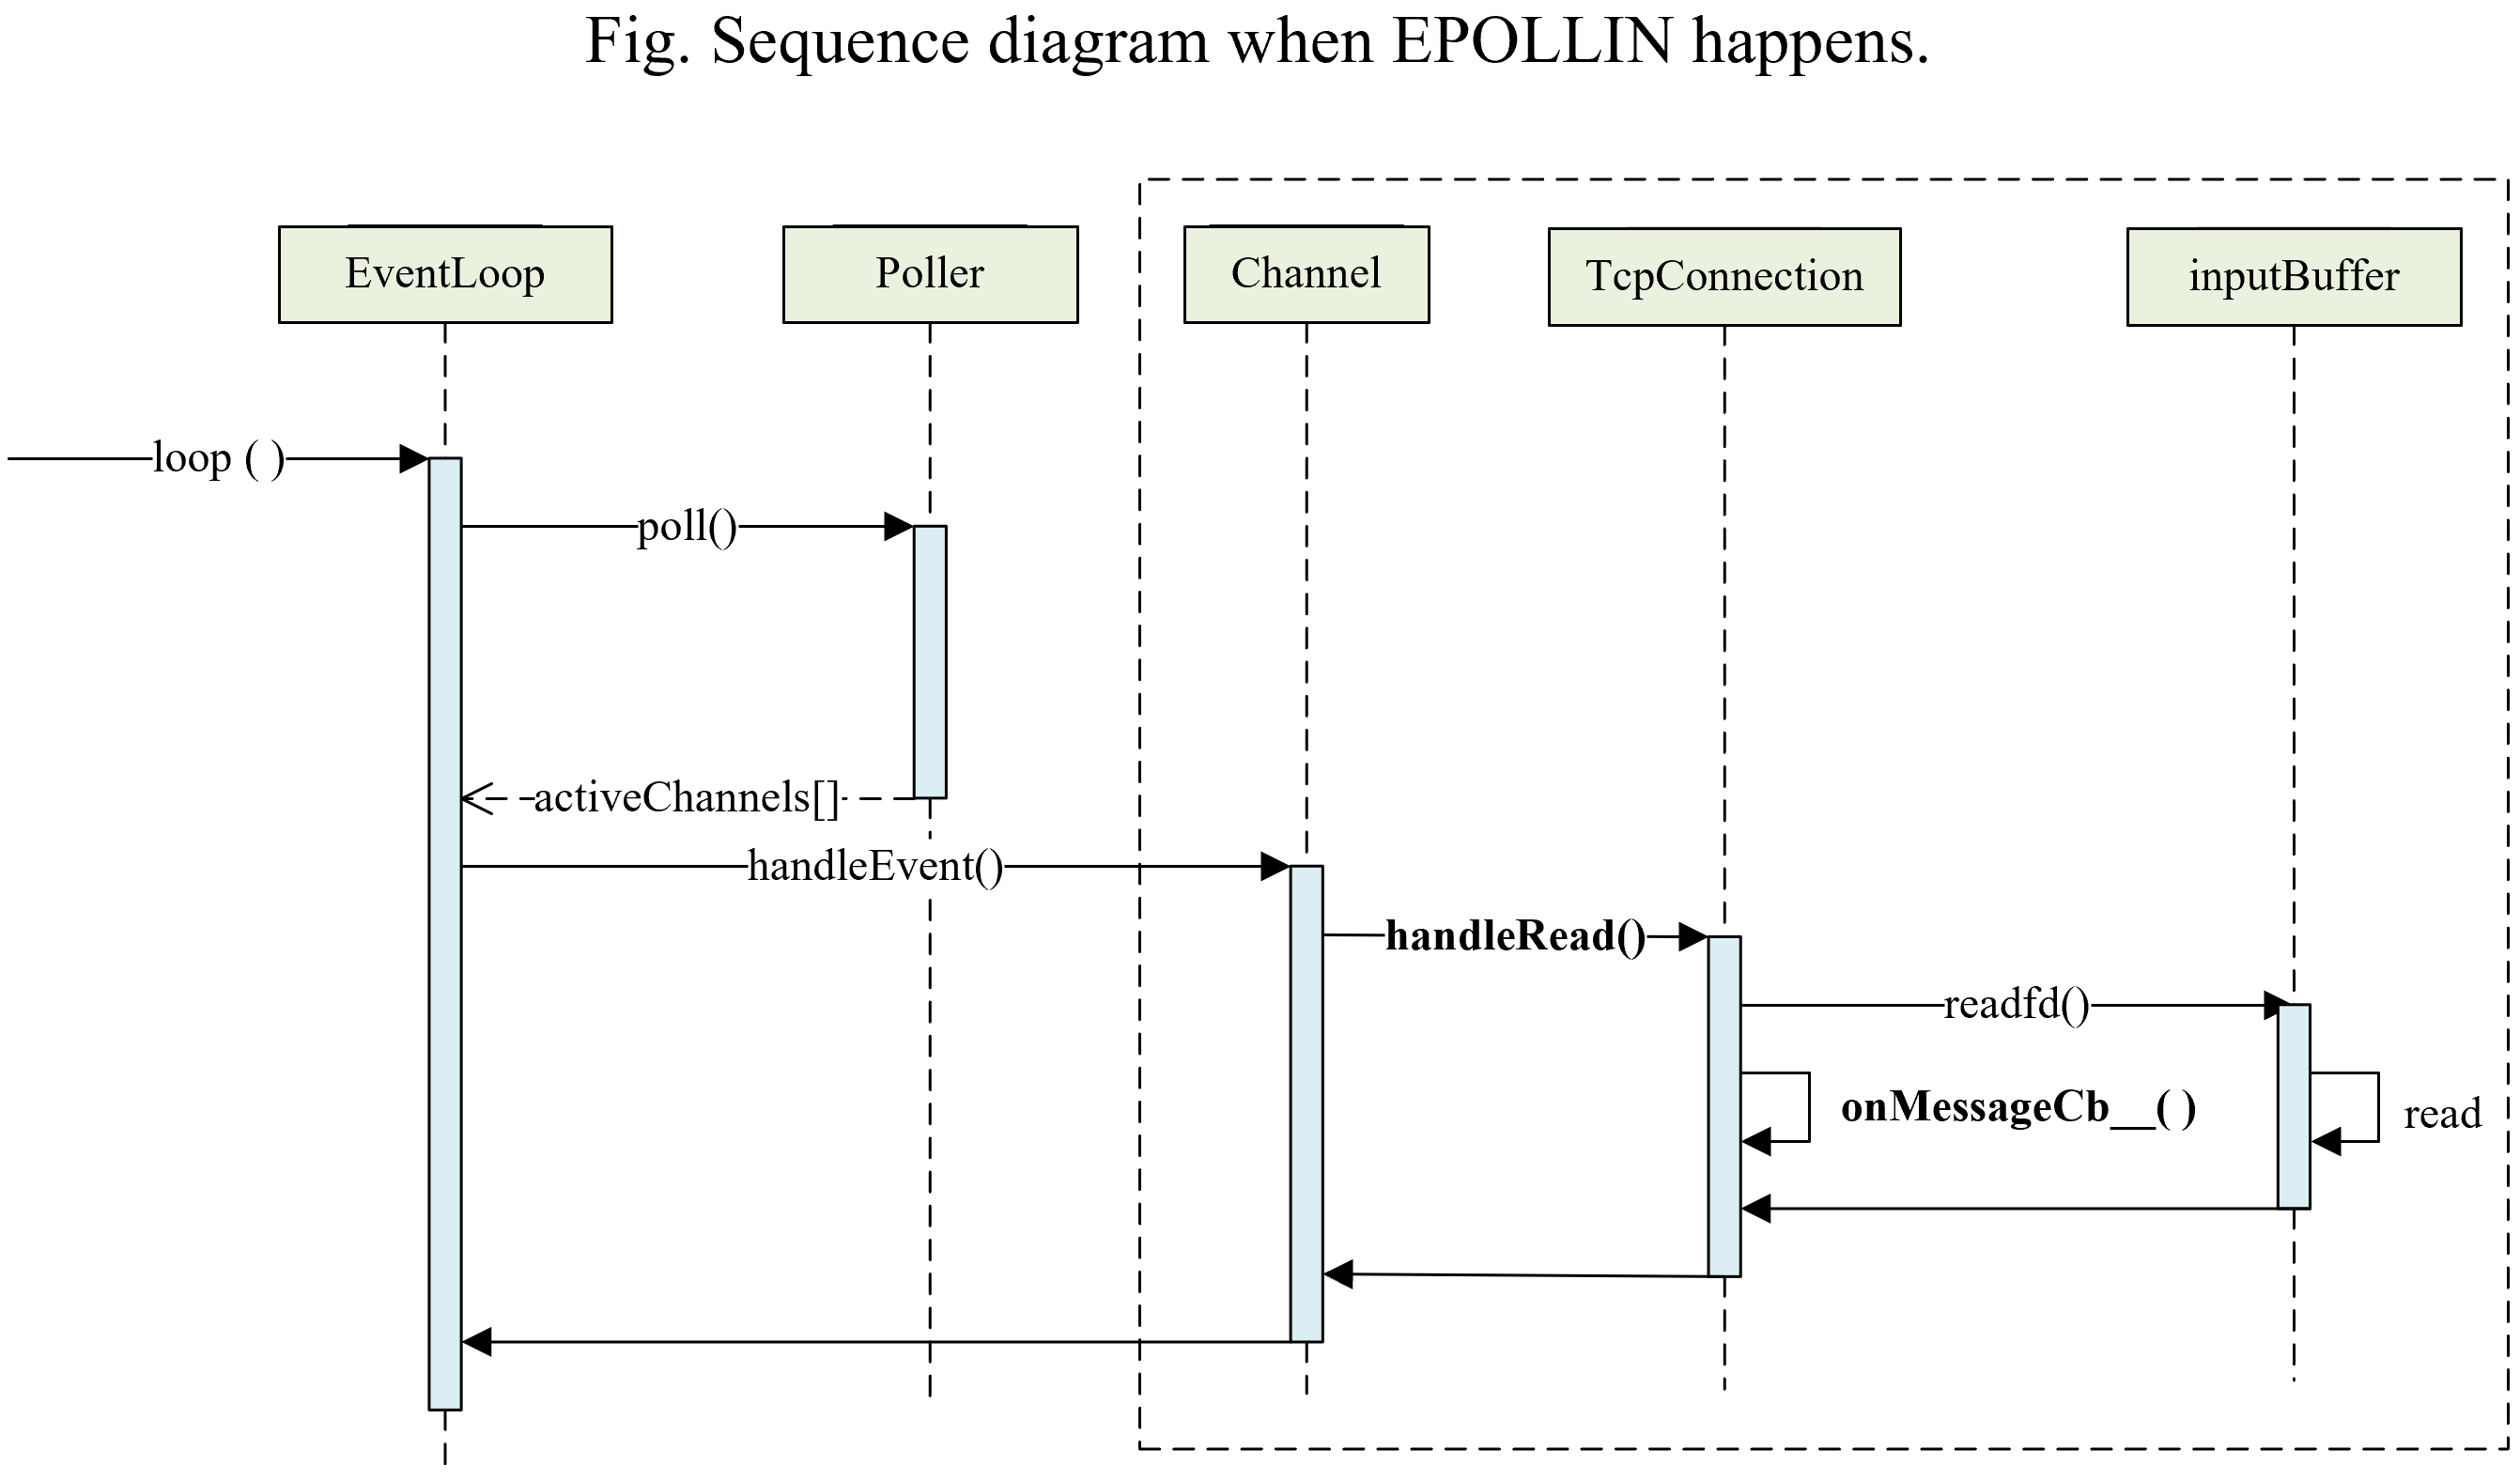 Fig. Sequence diagram when EPOLLIN happens.
EventLoop
Poller
Channel
TcpConnection
inputBuffer
loop ( )
poll()
activeChannels[]
handleEvent()
handleRead()
readfd()
onMessageCb__( )
read